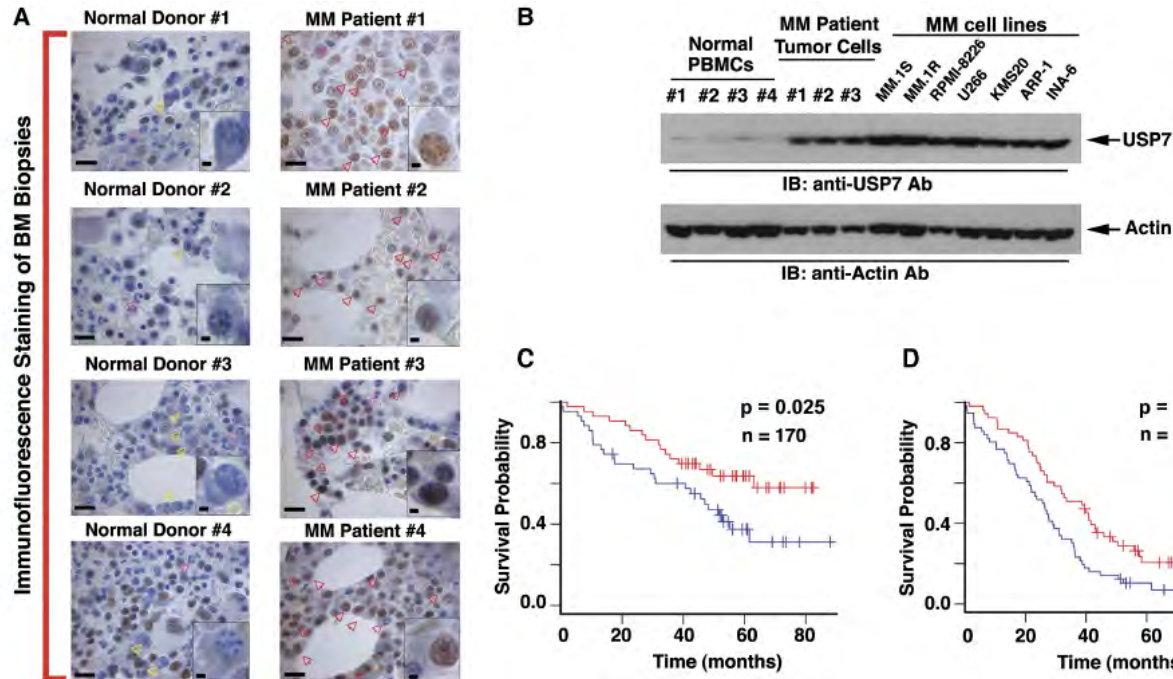 A
Immunofluorescence Staining of BM Biopsies
Normal Donor #1
MM Patient #1
Normal Donor #2
MM Patient #2
Normal Donor #3
MM Patient #3
Normal Donor #4
MM Patient #4
B
Normal
PBMCs
MM Patient
Tumor Cells
MM cell lines
#1 #2 #3 #4 #1 #2 #3 MM.1S MM.1R RPMI-8226 U266 KMS20 ARP-1 INA-6
USP7
IB: anti-USP7 Ab
Actin
IB: anti-Actin Ab
C
Survival Probability
0.8
0.4
0.0
p = 0.025
n = 170
0 20 40 60 80
Time (months)
D
Survival Probability
0.8
0.4
0.0
p =
n =
0 20 40 60
Time (months)